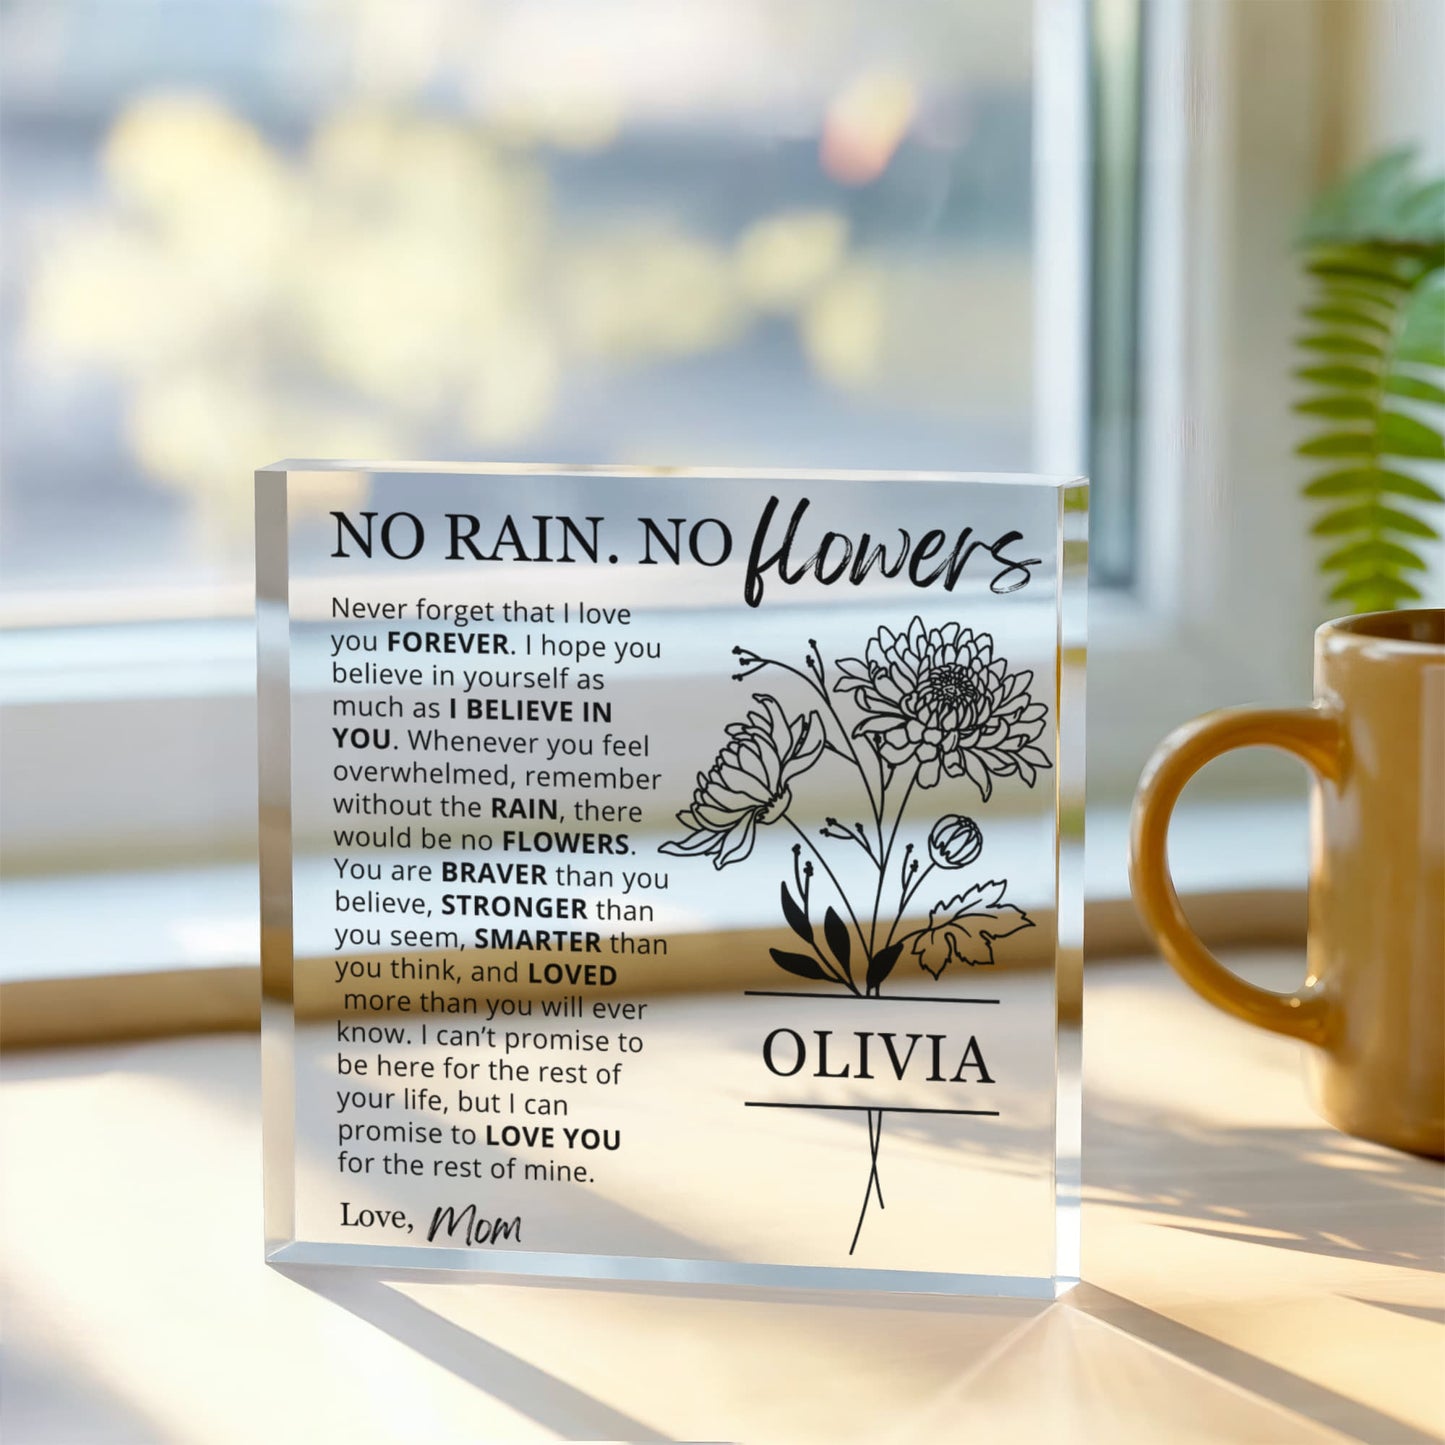 NO RAIN. NO flowers
Never forget that I love
you FOREVER. I hope you
believe in yourself as
much as I BELIEVE IN
YOU. Whenever you feel
overwhelmed, remember
without the RAIN, there
would be no FLOWERS.
You are BRAVER than you
believe, STRONGER than
you seem, SMARTER than
you think, and LOVED
more than you will ever
know. I can’t promise to
be here for the rest of
your life, but I can
promise to LOVE YOU
for the rest of mine.
Love, Mom
OLIVIA